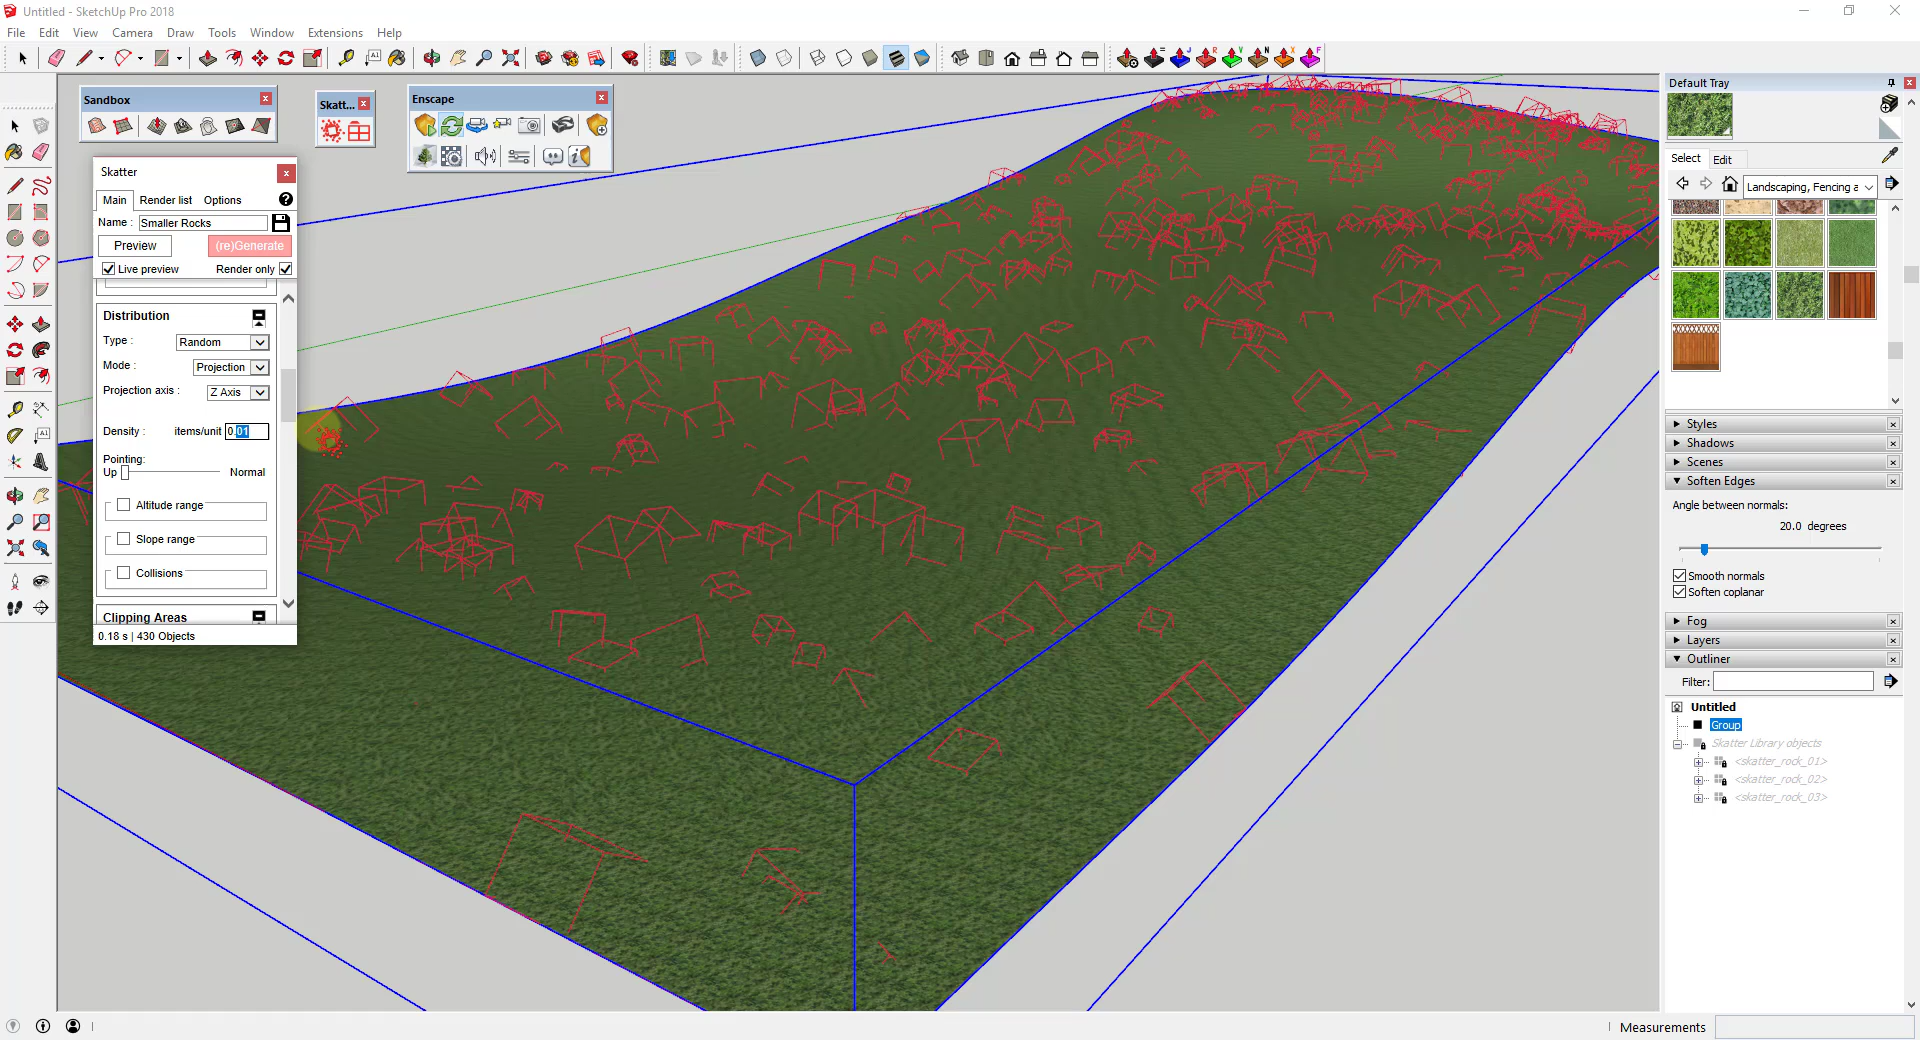 Untitled - SketchUp Pro 2018
File Edit View Camera Draw Tools Window Extensions Help
Sandbox
Skatt...
Enscape
Skatter
Main Render list Options
Name : Smaller Rocks
Preview (re)Generate
Live preview Render only
Distribution
Type : Random
Mode : Projection
Projection axis : Z Axis
Density : items/unit 0.01
Pointing:
Up Normal
Altitude range
Slope range
Collisions
Clipping Areas
0.18 s | 430 Objects
Default Tray
Select Edit
Landscaping, Fencing a
Styles
Shadows
Scenes
Soften Edges
Angle between normals:
20.0 degrees
Smooth normals
Soften coplanar
Fog
Layers
Outliner
Filter:
Untitled
Group
Skatter Library objects
<skatter_rock_01>
<skatter_rock_02>
<skatter_rock_03>
Measurements